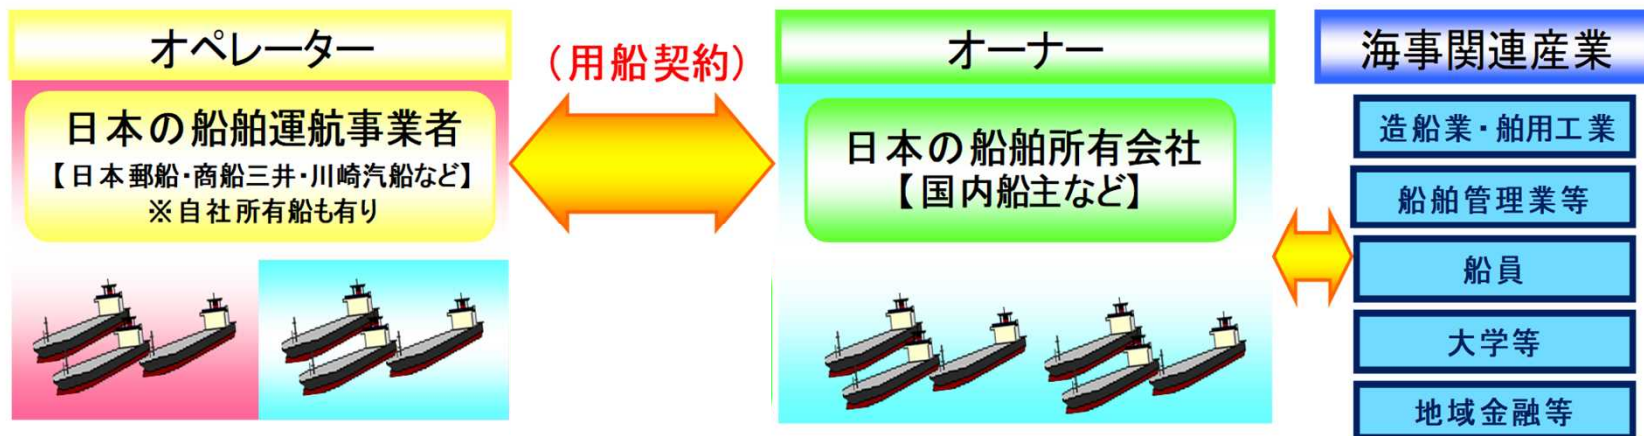 オペレーター
日本の船舶運航事業者
【日本郵船・商船三井・川崎汽船など】
※自社所有船も有り
（用船契約）
オーナー
日本の船舶所有会社
【国内船主など】
海事関連産業
造船業・舶用工業
船舶管理業等
船員
大学等
地域金融等